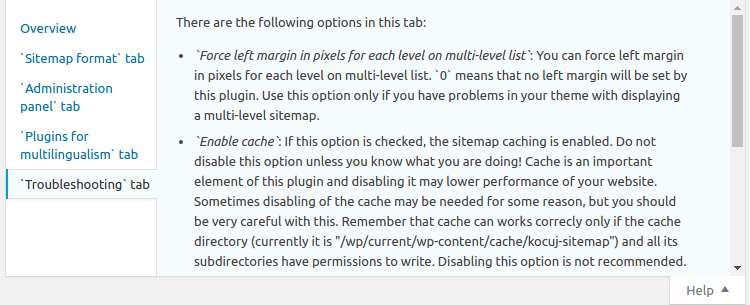 Overview
`Sitemap format` tab
`Administration
panel` tab
`Plugins for
multilingualism` tab
`Troubleshooting` tab
There are the following options in this tab:
• `Force left margin in pixels for each level on multi-level list`: You can force left margin
in pixels for each level on multi-level list. `0` means that no left margin will be set by
this plugin. Use this option only if you have problems in your theme with displaying
a multi-level sitemap.
• `Enable cache`: If this option is checked, the sitemap caching is enabled. Do not
disable this option unless you know what you are doing! Cache is an important
element of this plugin and disabling it may lower performance of your website.
Sometimes disabling of the cache may be needed for some reason, but you should
be very careful with this. Remember that cache can works correcly only if the cache
directory (currently it is "/wp/current/wp-content/cache/kocuj-sitemap") and all its
subdirectories have permissions to write. Disabling this option is not recommended.
Help ▲